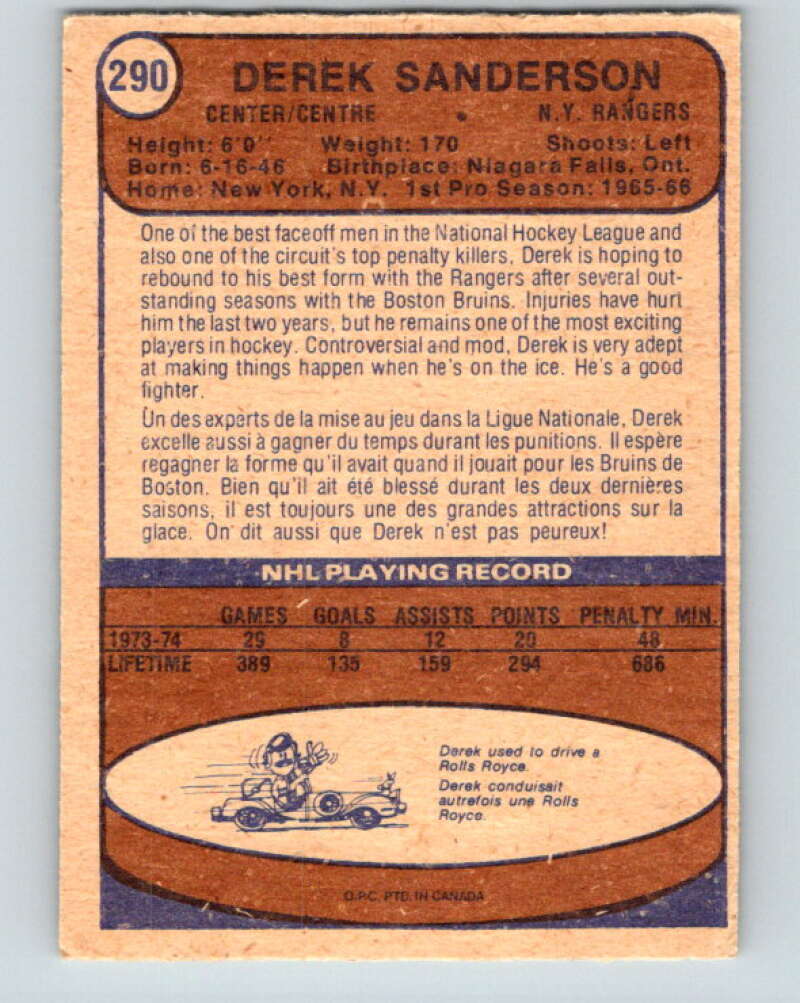 290
DEREK SANDERSON
CENTER/CENTRE • N.Y. RANGERS
Height: 6'0" Weight: 170 Shoots: Left
Born: 6-16-46 Birthplace: Niagara Falls, Ont.
Home: New York, N.Y. 1st Pro Season: 1965-66
One of the best faceoff men in the National Hockey League and
also one of the circuit's top penalty killers, Derek is hoping to
rebound to his best form with the Rangers after several out-
standing seasons with the Boston Bruins. Injuries have hurt
him the last two years, but he remains one of the most exciting
players in hockey. Controversial and mod, Derek is very adept
at making things happen when he's on the ice. He's a good
fighter.
Un des experts de la mise au jeu dans la Ligue Nationale, Derek
excelle aussi à gagner du temps durant les punitions. Il espère
regagner la forme qu'il avait quand il jouait pour les Bruins de
Boston. Bien qu'il ait été blessé durant les deux dernières
saisons, il est toujours une des grandes attractions sur la
glace. On dit aussi que Derek n'est pas peureux!
NHL PLAYING RECORD
GAMES GOALS ASSISTS POINTS PENALTY MIN.
1973-74 29 8 12 20 48
LIFETIME 389 135 159 294 686
Derek used to drive a
Rolls Royce.
Derek conduisait
autrefois une Rolls
Royce.
O.P.C. PTD. IN CANADA